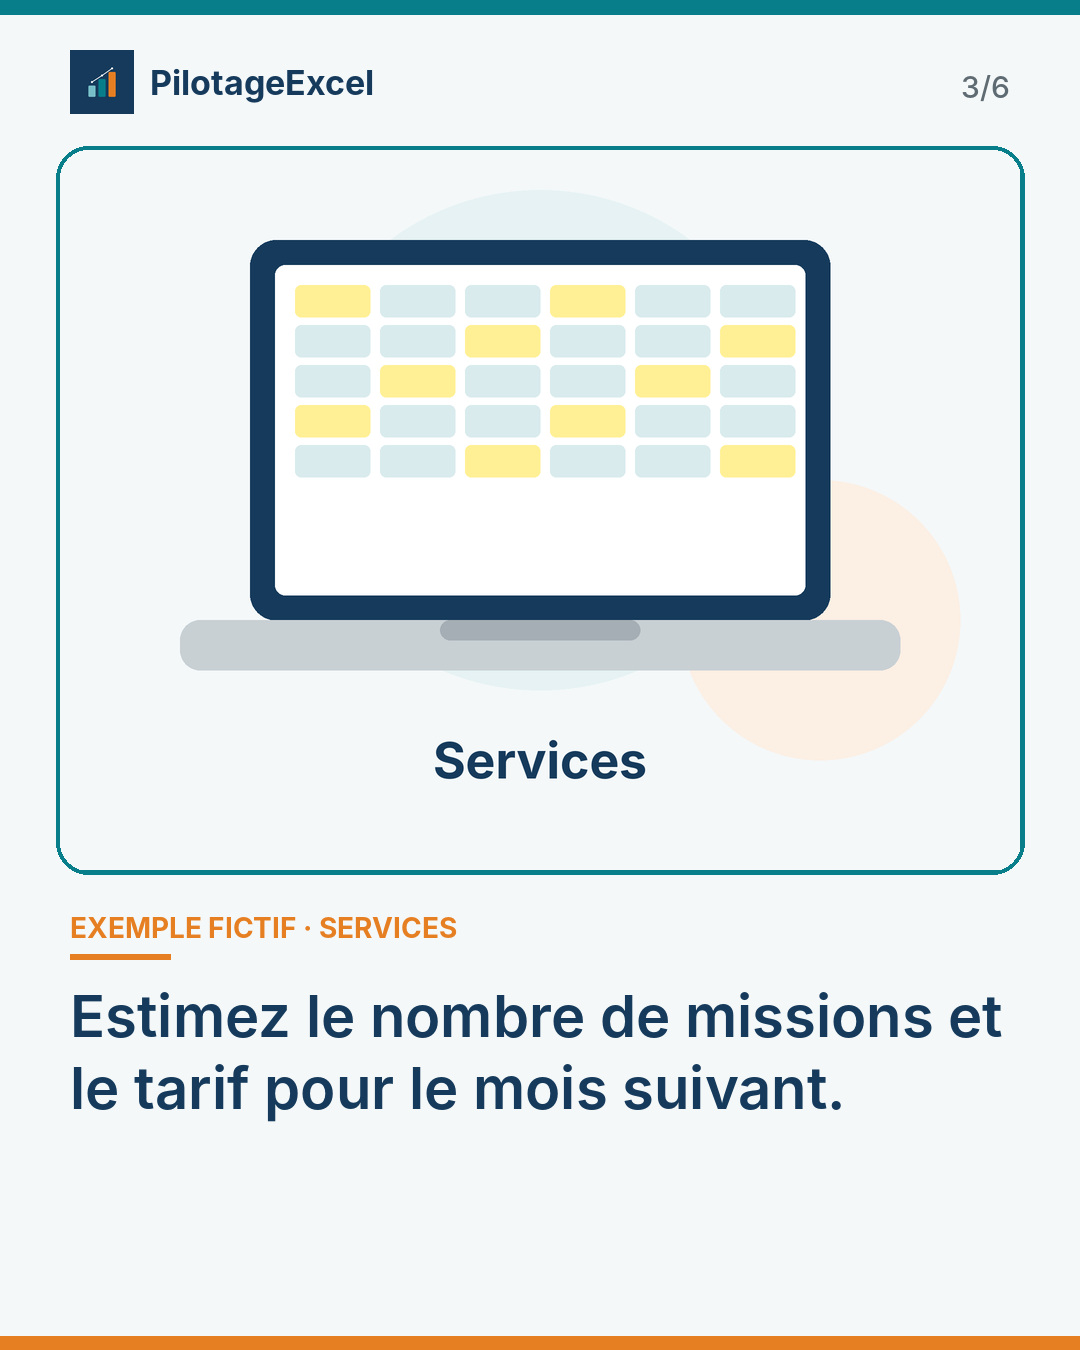 PilotageExcel
3/6
Services
EXEMPLE FICTIF · SERVICES
Estimez le nombre de missions et
le tarif pour le mois suivant.